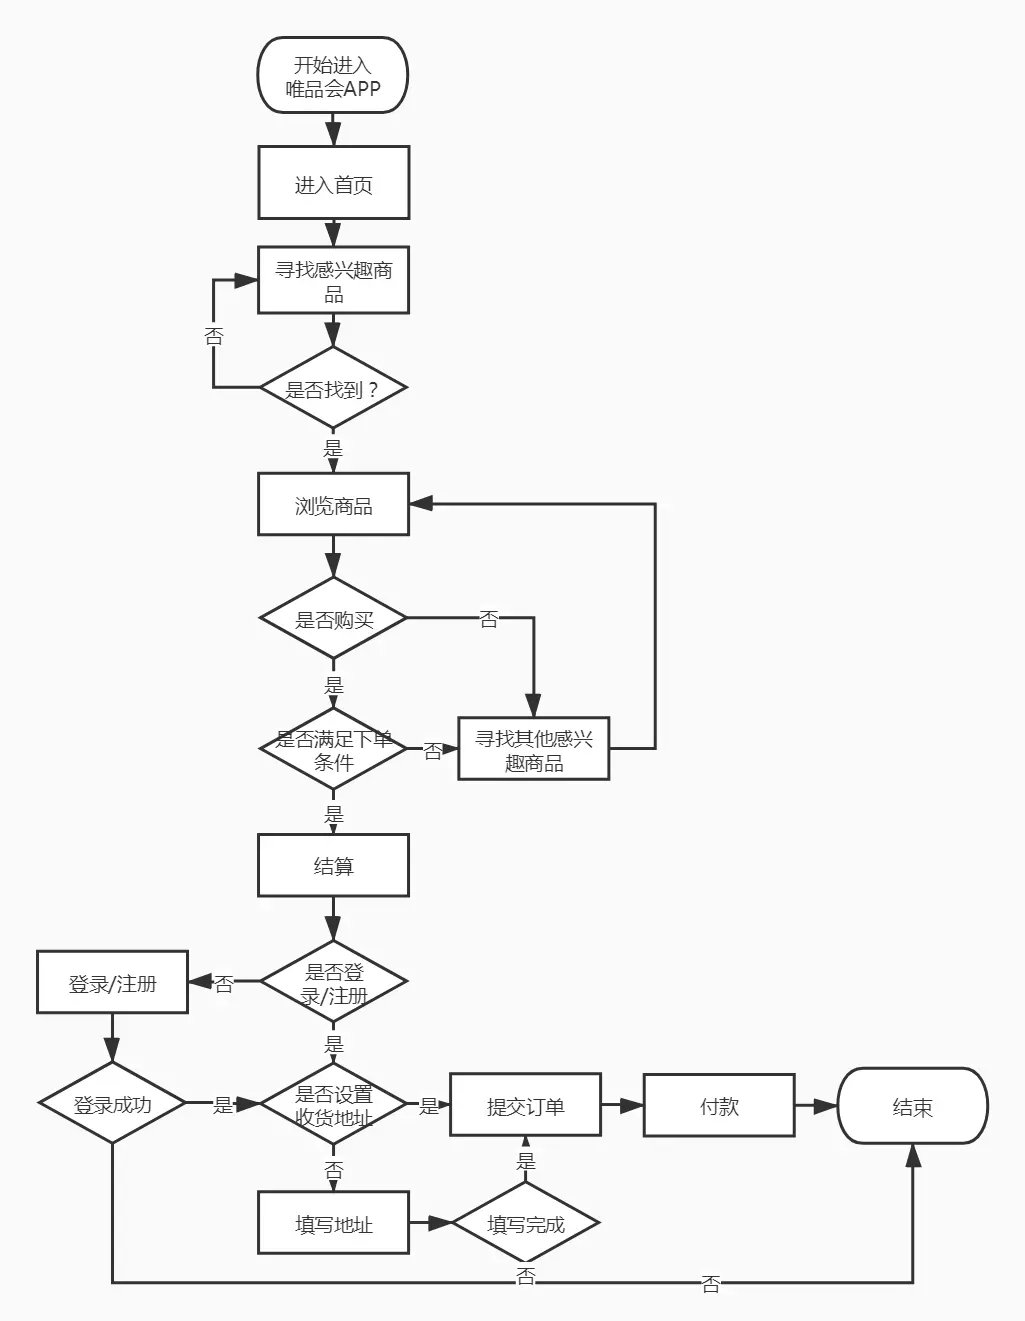 开始进入
唯品会APP
进入首页
寻找感兴趣商
品
否
是否找到？
是
浏览商品
是否购买
否
是
是否满足下单
条件
否
寻找其他感兴
趣商品
是
结算
登录/注册
否
是否登
录/注册
是
登录成功
是
是否设置
收货地址
是
提交订单
付款
结束
否
是
填写地址
填写完成
否
否